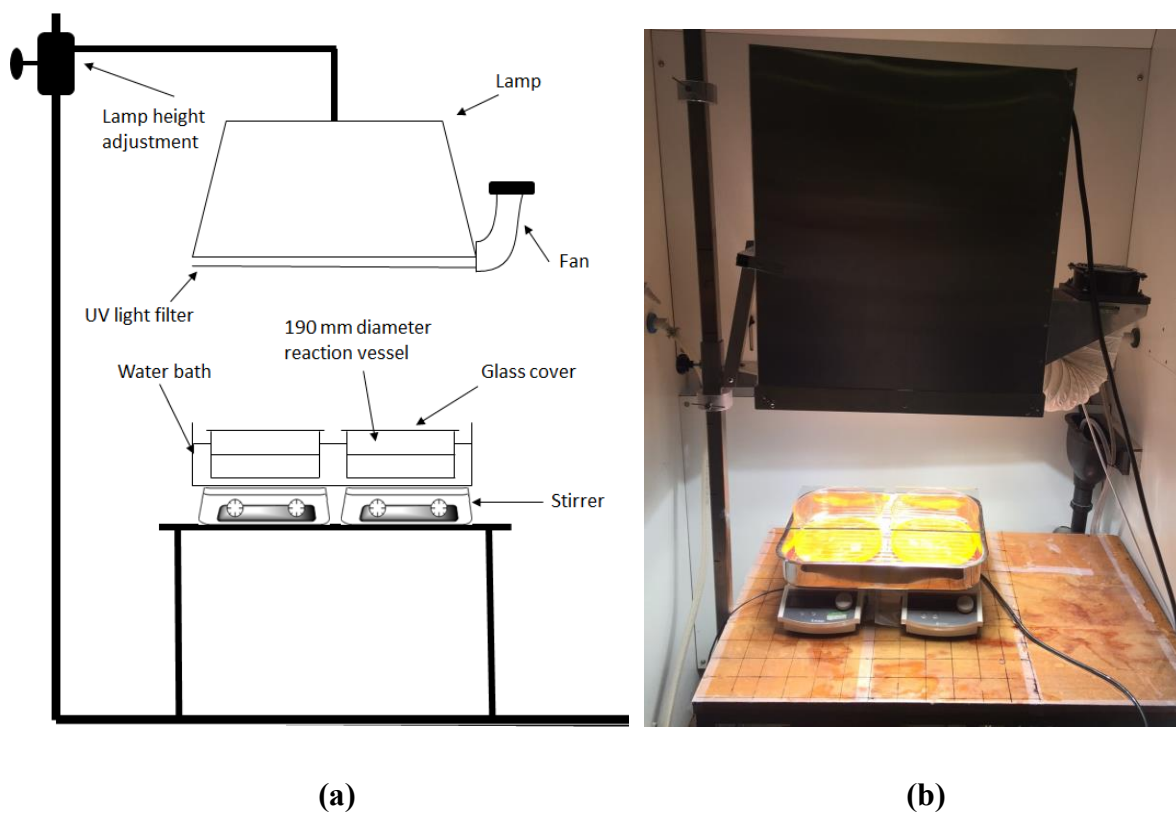 Lamp
Lamp height
adjustment
Fan
UV light filter
190 mm diameter
reaction vessel
Water bath
Glass cover
Stirrer
(a)
(b)